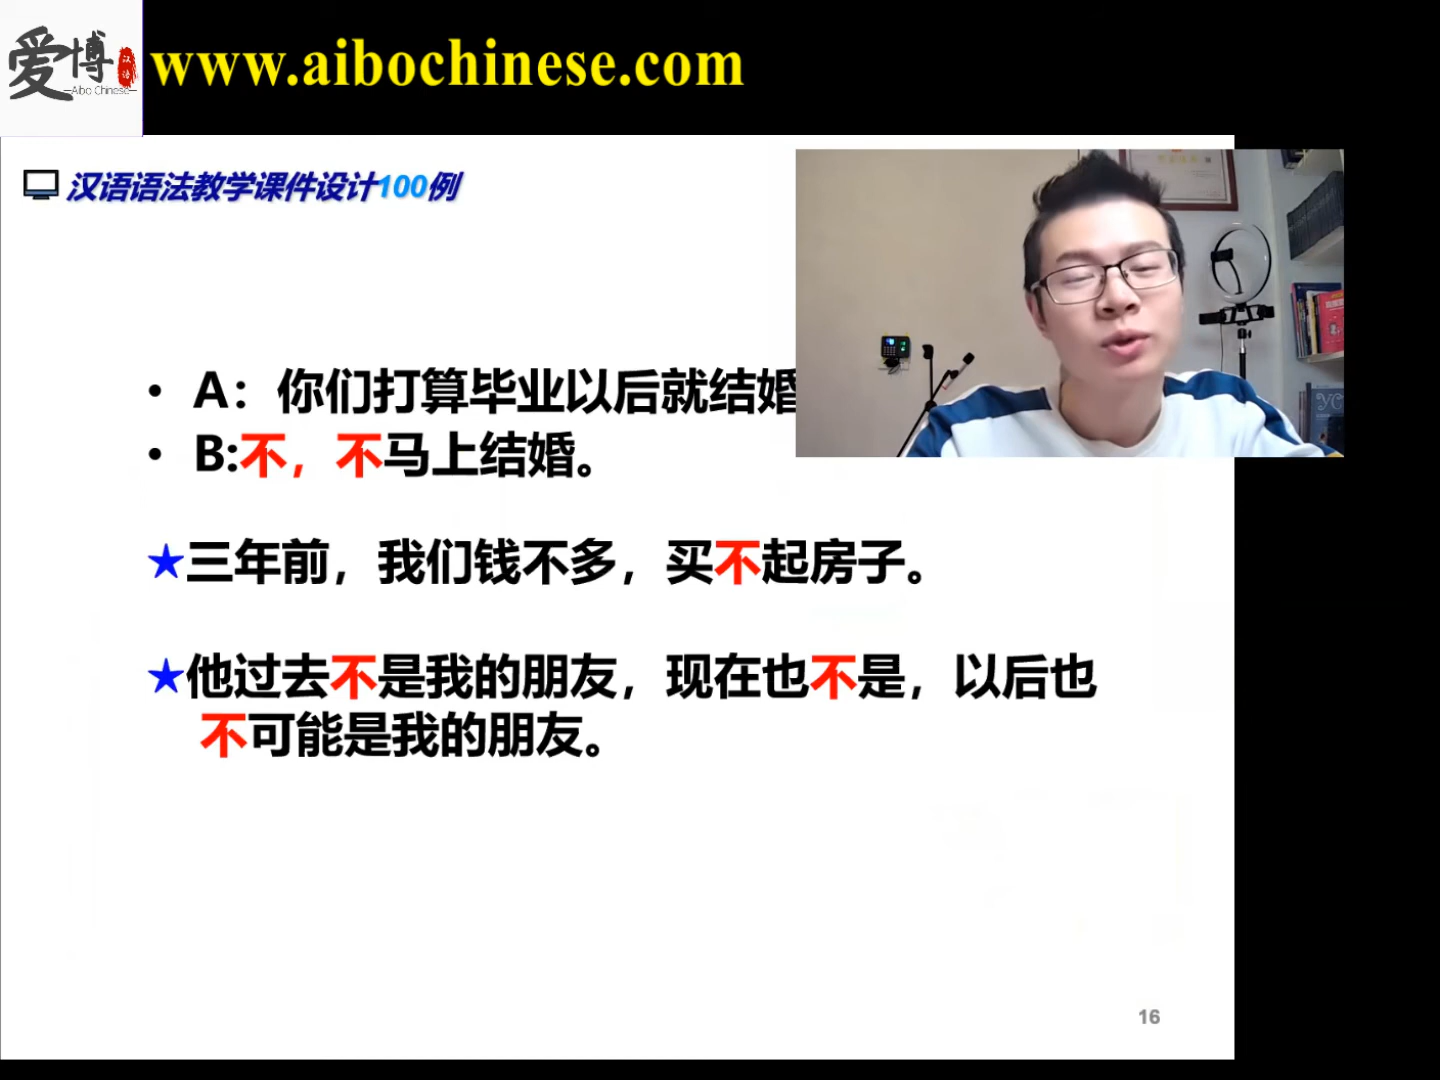 爱博
汉语
Aibo Chinese
www.aibochinese.com
汉语语法教学课件设计100例
• A：你们打算毕业以后就结婚
• B:不，不马上结婚。
★三年前，我们钱不多，买不起房子。
★他过去不是我的朋友，现在也不是，以后也
不可能是我的朋友。
16